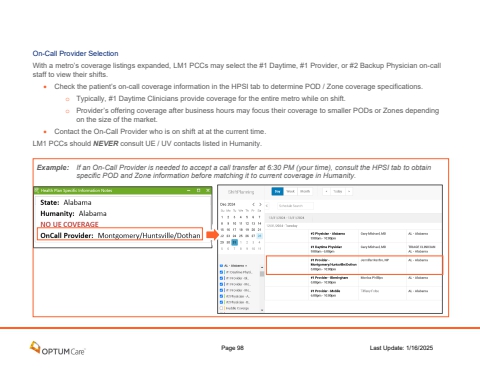 On-Call Provider Selection
With a metro's coverage listings expanded, LM1 PCCs may select the #1 Daytime, #1 Provider, or #2 Backup Physician on-call
staff to view their shifts.
• Check the patient's on-call coverage information in the HPSI tab to determine POD / Zone coverage specifications.
o Typically, #1 Daytime Clinicians provide coverage for the entire metro while on shift.
o Provider's offering coverage after business hours may focus their coverage to smaller PODs or Zones depending
on the size of the market.
• Contact the On-Call Provider who is on shift at at the current time.
LM1 PCCs should NEVER consult UE / UV contacts listed in Humanity.
Example: If an On-Call Provider is needed to accept a call transfer at 6:30 PM (your time), consult the HPSI tab to obtain
specific POD and Zone information before matching it to current coverage in Humanity.
Health Plan Specific Information Notes
State: Alabama
Humanity: Alabama
NO UE COVERAGE
OnCall Provider: Montgomery/Huntsville/Dothan
ShiftPlanning
Day Week Month Today
Dec 2024
#1 Physician - Alabama
#1 Daytime Physician
#1 Provider -
Montgomery/Huntsville/Dothan
#1 Provider - Birmingham
#1 Provider - Mobile
AL - Alabama
OPTUM Care
Page 98
Last Update: 1/16/2025